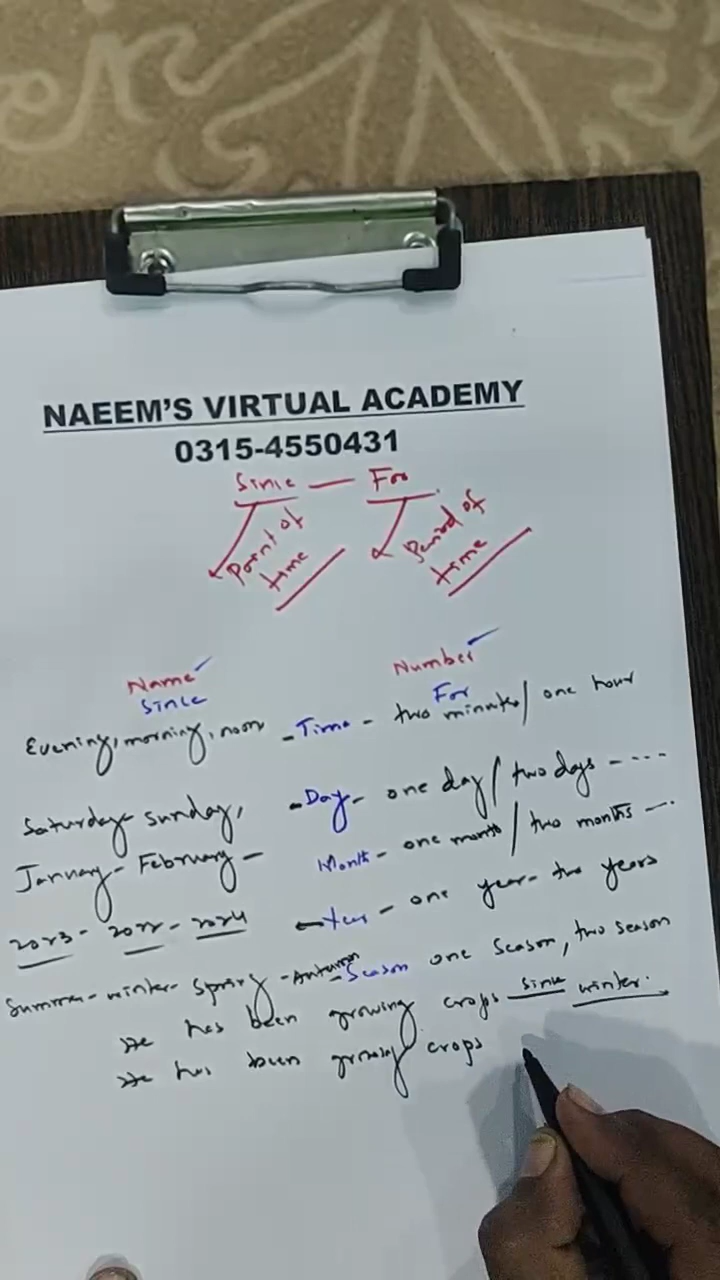 NAEEM'S VIRTUAL ACADEMY
0315-4550431
Since — For
Point of time
Period of time
Name Number
Since For
Evening, morning, noon - Time - two minutes / one hour
Saturday - Sunday, - Day - one day / two days - - - -
January - February - Month - one month / two months - - -
2023 - 2022 - 2024 - Year - one year - two years
Summer - winter - Spring - Autumn - Season one Season, two season
He has been growing crops since winter.
He has been growing crops